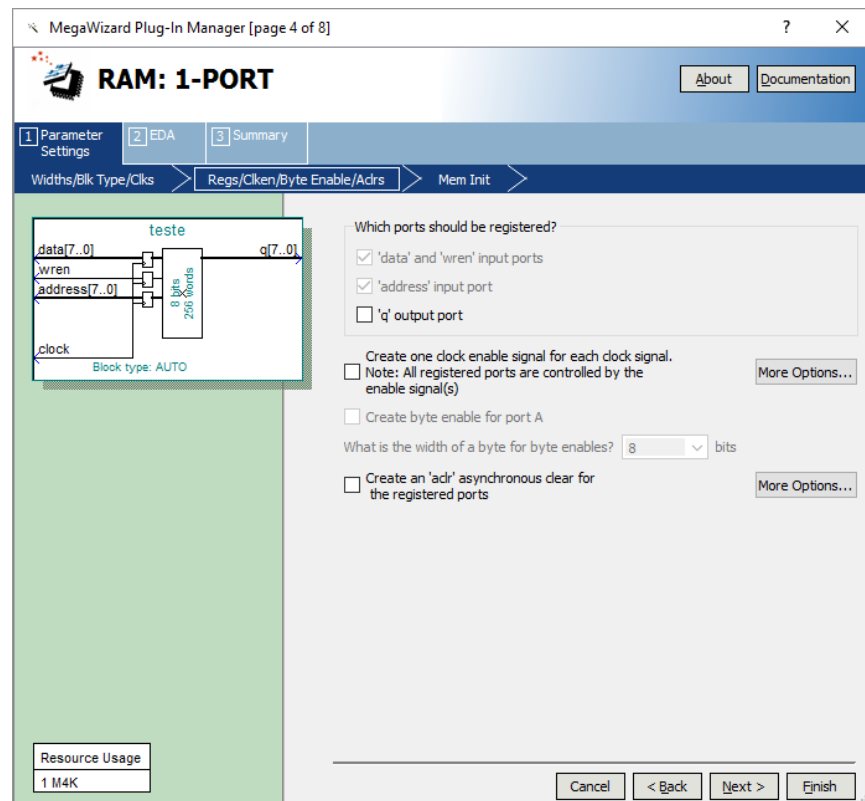 MegaWizard Plug-In Manager [page 4 of 8]
?
RAM: 1-PORT
About
Documentation
1 Parameter Settings
2 EDA
3 Summary
Widths/Blk Type/Clks
Regs/Clken/Byte Enable/Aclrs
Mem Init
teste
data[7..0]
q[7..0]
wren
address[7..0]
8 bits
256 words
clock
Block type: AUTO
Which ports should be registered?
'data' and 'wren' input ports
'address' input port
'q' output port
Create one clock enable signal for each clock signal.
Note: All registered ports are controlled by the
enable signal(s)
More Options...
Create byte enable for port A
What is the width of a byte for byte enables? 8 bits
Create an 'aclr' asynchronous clear for
the registered ports
More Options...
Resource Usage
1 M4K
Cancel
< Back
Next >
Finish